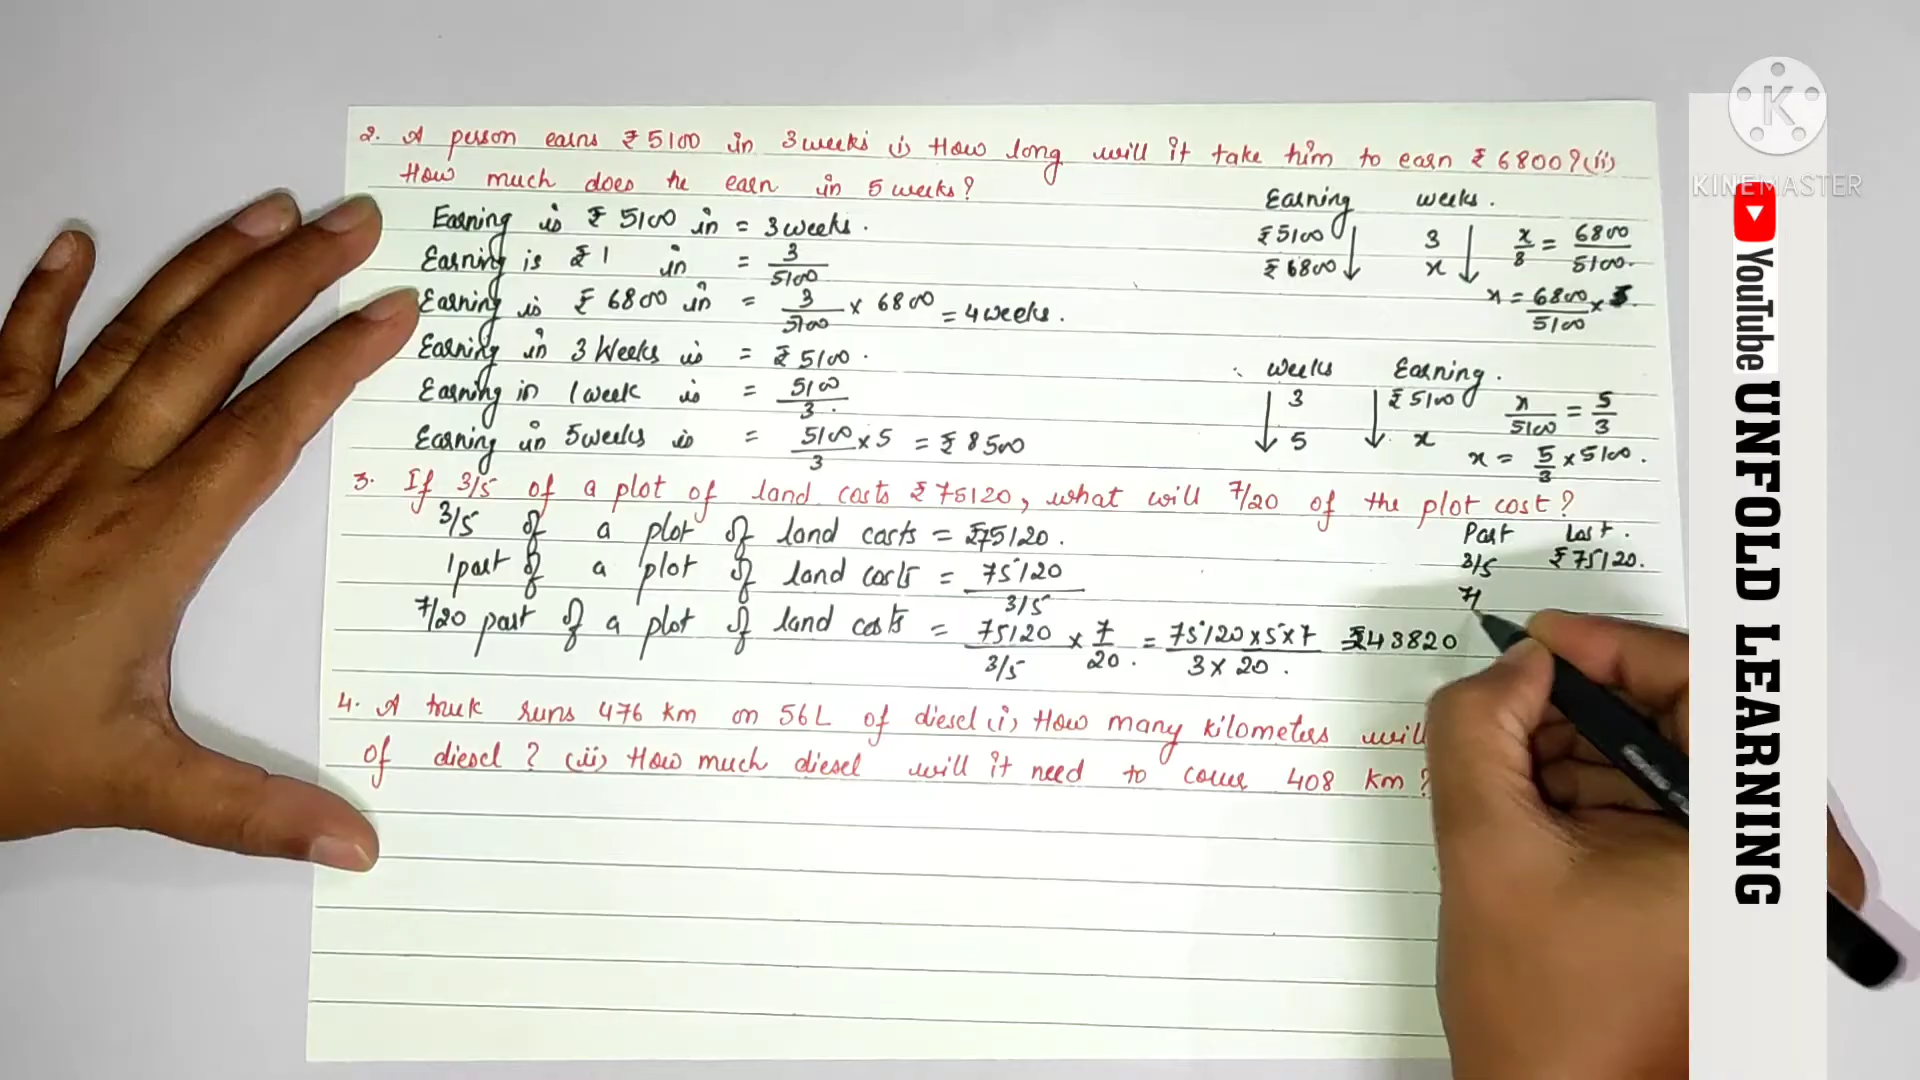 2. A person earns ₹5100 in 3 weeks (i) How long will it take him to earn ₹6800? (ii)
How much does he earn in 5 weeks?
Earning is ₹5100 in = 3 weeks.
Earning is ₹1 in = 3/5100
Earning is ₹6800 in = 3/5100 × 6800 = 4 weeks.
Earning in 3 Weeks is = ₹5100.
Earning in 1 week is = 5100/3.
Earning in 5 weeks is = 5100/3 × 5 = ₹8500
Earning weeks.
₹5100 3 x/8 = 6800/5100.
₹6800 x
x = 6800/5100 × 3.
weeks Earning.
3 ₹5100 x/5100 = 5/3
5 x
x = 5/3 × 5100.
3. If 3/5 of a plot of land costs ₹75120, what will 7/20 of the plot cost?
3/5 of a plot of land costs = ₹75120.
1 part of a plot of land costs = 75120/3/5
7/20 part of a plot of land costs = 75120/3/5 × 7/20. = 75120×5×7/3×20. ₹43820
Part Cost.
3/5 ₹75120.
7/
4. A truck runs 476 km on 56L of diesel (i) How many kilometers will
of diesel? (ii) How much diesel will it need to cover 408 km?
K
KINEMASTER
YouTube
UNFOLD LEARNING